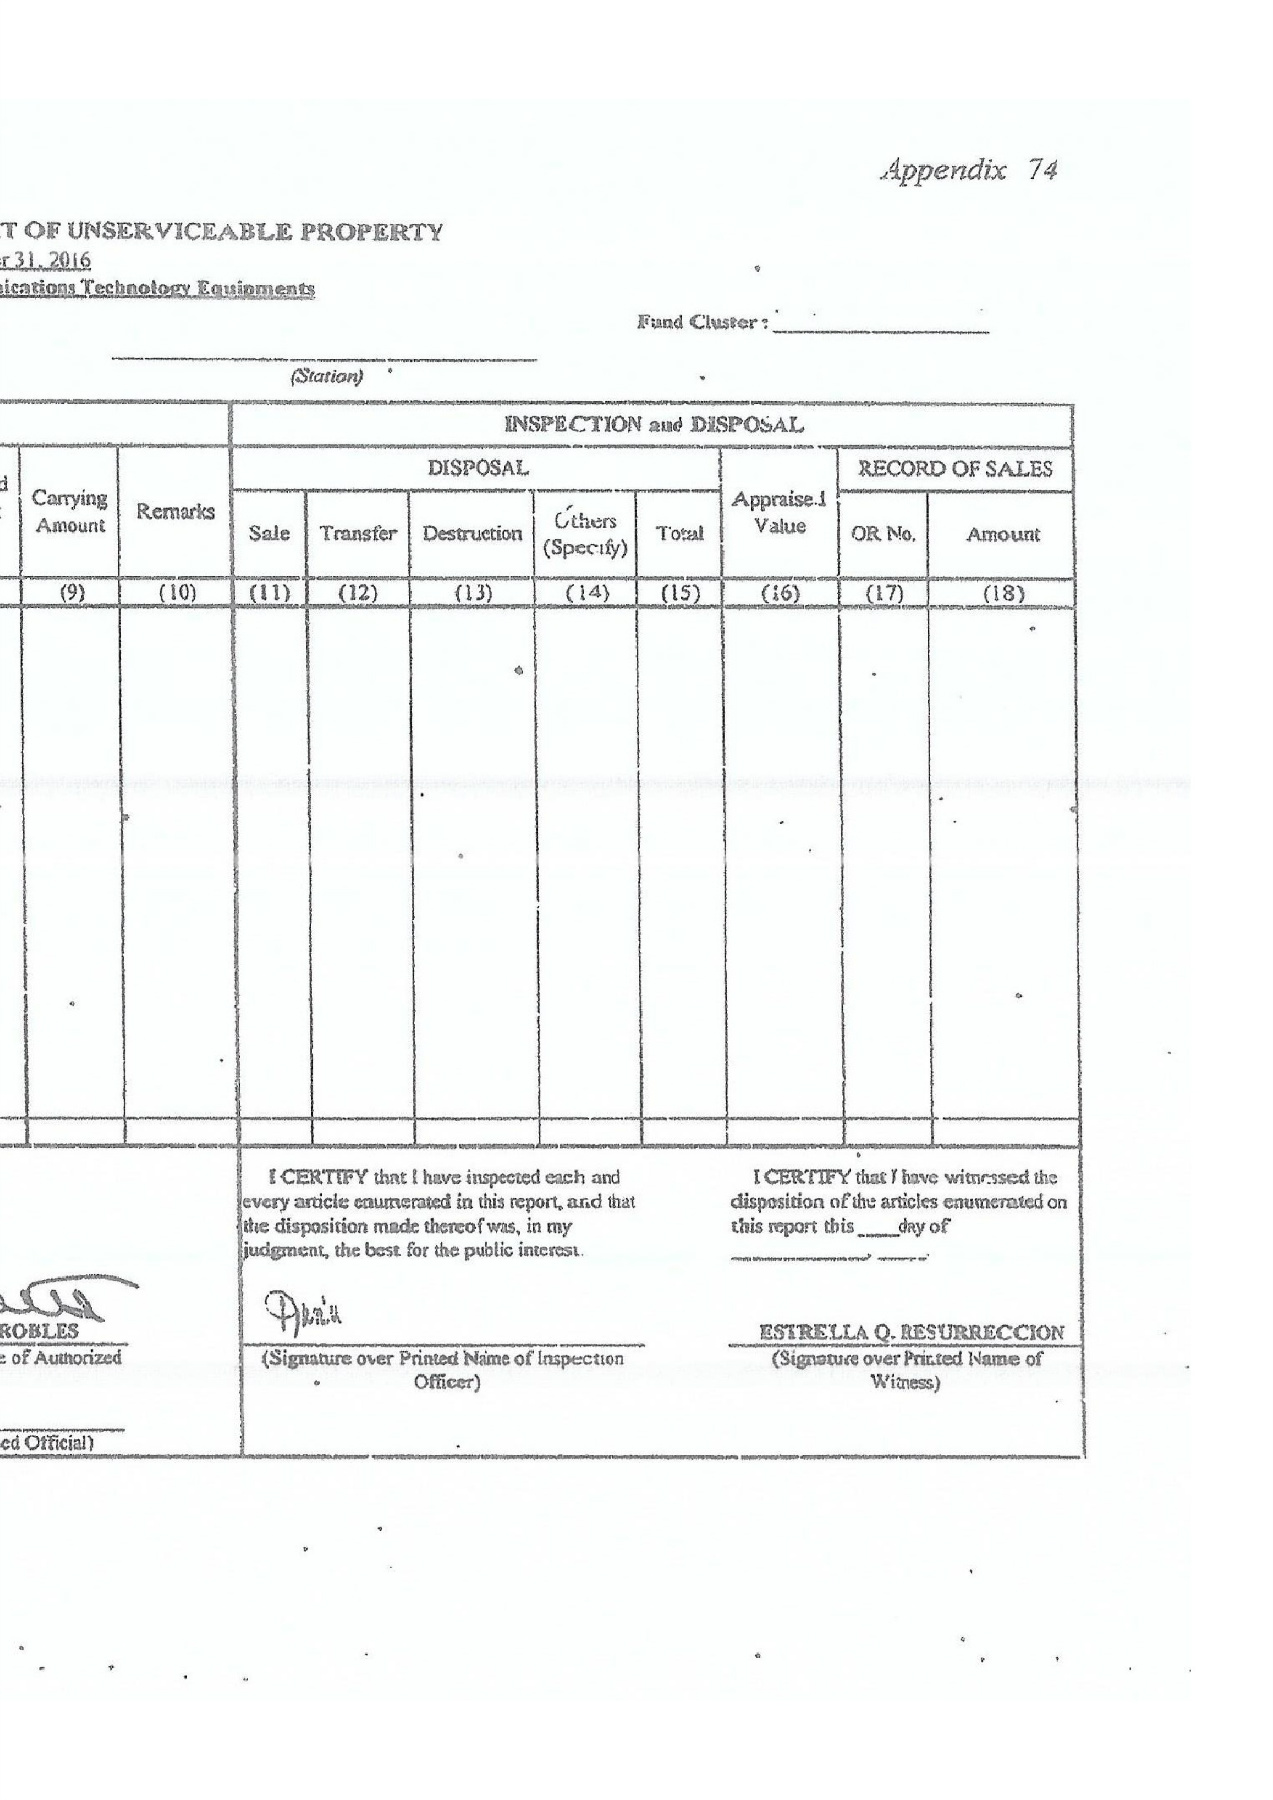 Appendix 74
T OF UNSERVICEABLE PROPERTY
r 31, 2016
ications Technology Equipments
Fund Cluster :
(Station)
INSPECTION and DISPOSAL
DISPOSAL
RECORD OF SALES
d
Carrying Amount
Remarks
Sale
Transfer
Destruction
Others (Specify)
Total
Appraised Value
OR No.
Amount
(9) (10) (11) (12) (13) (14) (15) (16) (17) (18)
I CERTIFY that I have inspected each and
every article enumerated in this report, and that
the disposition made thereof was, in my
judgment, the best for the public interest.
I CERTIFY that I have witnessed the
disposition of the articles enumerated on
this report this ____day of
____________, _____.
ROBLES
e of Authorized
ed Official)
(Signature over Printed Name of Inspection
Officer)
ESTRELLA Q. RESURRECCION
(Signature over Printed Name of
Witness)